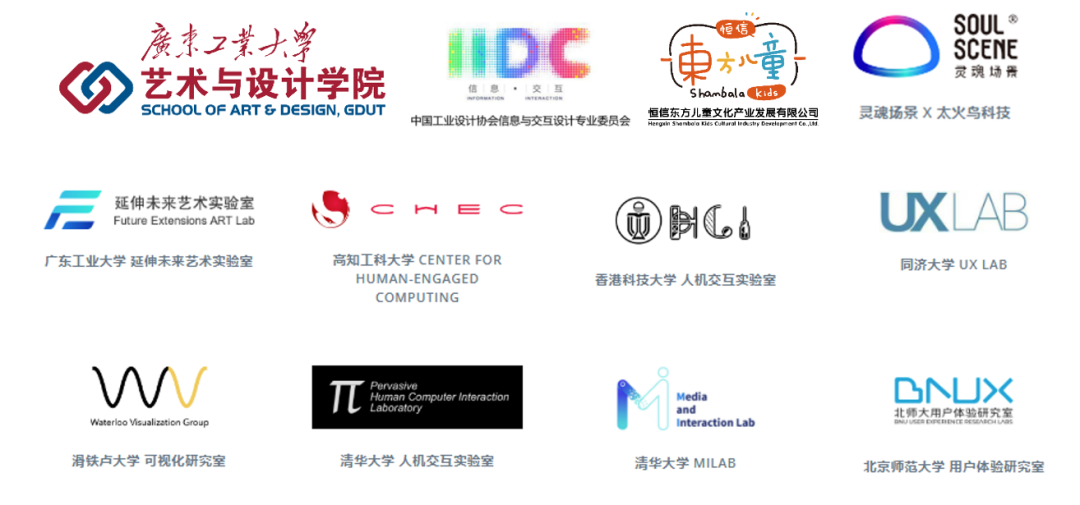 廣東工業大學
艺术与设计学院
SCHOOL OF ART & DESIGN, GDUT
IIDC
信 息 · 交 互
INFORMATION · INTERACTION
中国工业设计协会信息与交互设计专业委员会
恒信
東方儿童
Shambala kids
恒信东方儿童文化产业发展有限公司
Hengxin Shambala Kids Cultural Industry Development Co.,Ltd.
SOUL®
SCENE
灵魂场景
灵魂场景 X 太火鸟科技
延伸未来艺术实验室
Future Extensions ART Lab
广东工业大学 延伸未来艺术实验室
CHEC
高知工科大学 CENTER FOR
HUMAN-ENGAGED
COMPUTING
HCI
香港科技大学 人机交互实验室
UXLAB
同济大学 UX LAB
Waterloo Visualization Group
滑铁卢大学 可视化研究室
π Pervasive
Human Computer Interaction
Laboratory
清华大学 人机交互实验室
Media
and
Interaction Lab
清华大学 MILAB
BNUX
北师大用户体验研究室
BNU USER EXPERIENCE RESEARCH LABS
北京师范大学 用户体验研究室